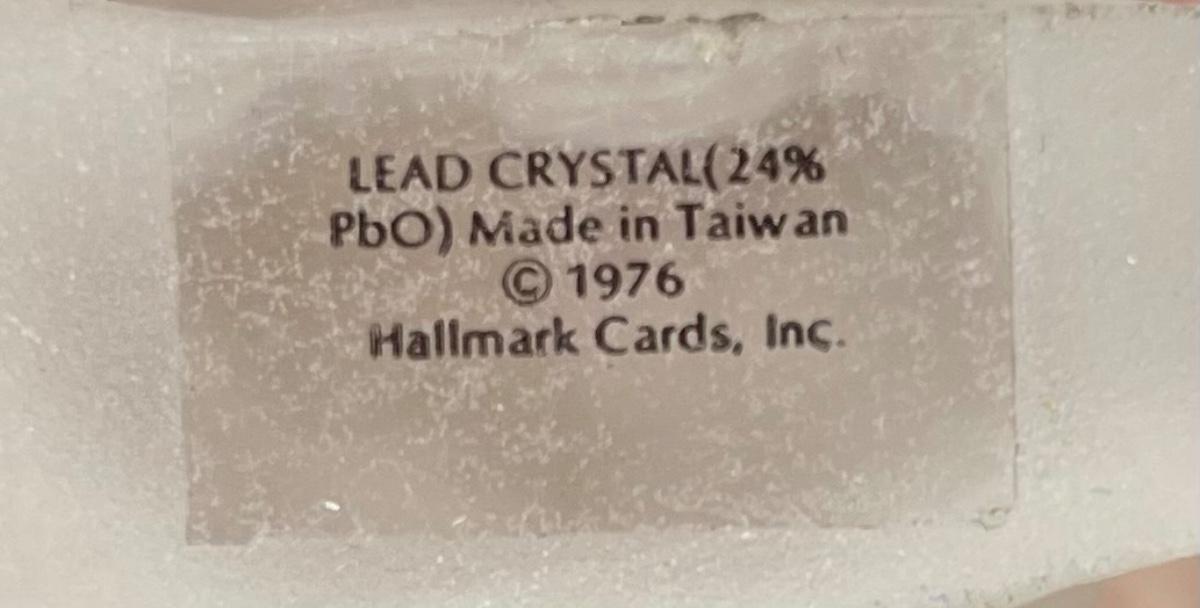 LEAD CRYSTAL(24%
PbO) Made in Taiwan
© 1976
Hallmark Cards, Inc.